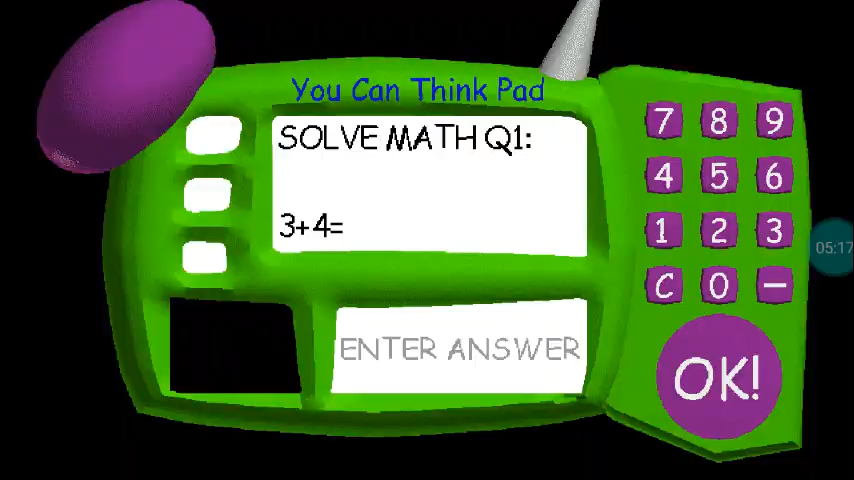 You Can Think Pad
SOLVE MATH Q1:
3+4=
ENTER ANSWER
7 8 9
4 5 6
1 2 3
C 0 −
OK!
05:17